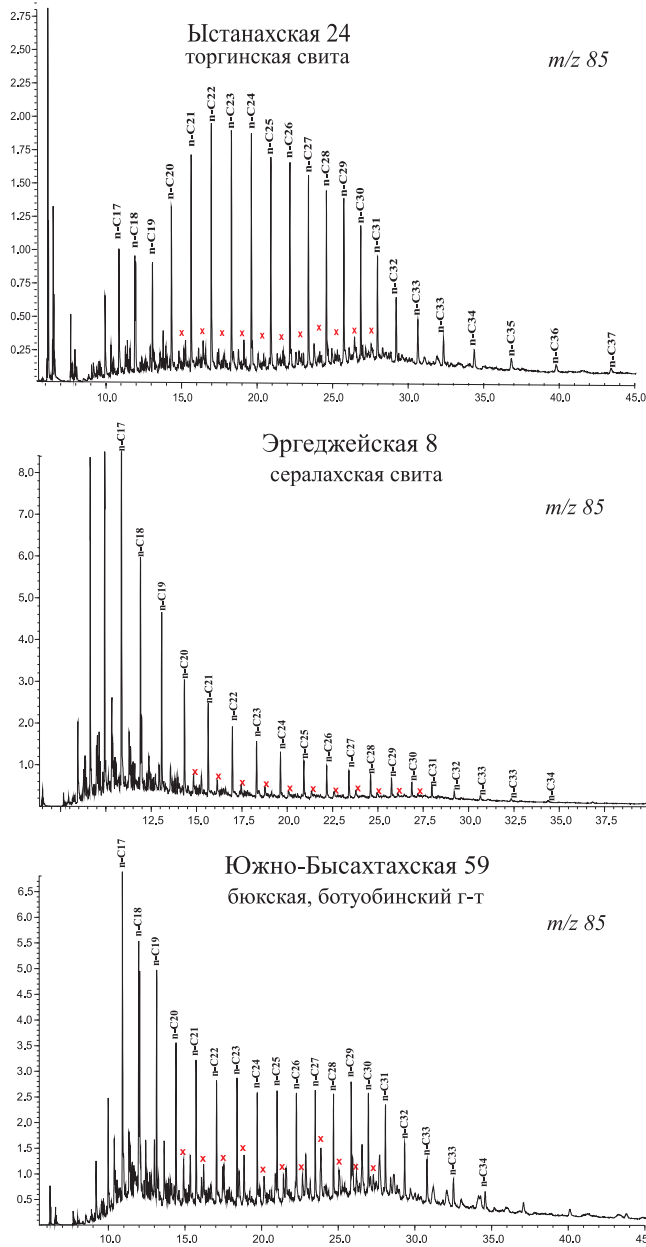 Ыстанахская 24
торгинская свита
m/z 85
2.75
2.50
2.25
2.00
1.75
1.50
1.25
1.00
0.75
0.50
0.25
n-C17
n-C18
n-C19
n-C20
n-C21
n-C22
n-C23
n-C24
n-C25
n-C26
n-C27
n-C28
n-C29
n-C30
n-C31
n-C32
n-C33
n-C33
n-C34
n-C35
n-C36
n-C37
x x x x x x x x x x x
10.0 15.0 20.0 25.0 30.0 35.0 40.0 45.0
Эргеджейская 8
сералахская свита
m/z 85
8.0
7.0
6.0
5.0
4.0
3.0
2.0
1.0
n-C17
n-C18
n-C19
n-C20
n-C21
n-C22
n-C23
n-C24
n-C25
n-C26
n-C27
n-C28
n-C29
n-C30
n-C31
n-C32
n-C33
n-C33
n-C34
x x x x x x x x x x x
12.5 15.0 17.5 20.0 22.5 25.0 27.5 30.0 32.5 35.0 37.5
Южно-Бысахтахская 59
бюкская, ботуобинский г-т
m/z 85
6.5
6.0
5.5
5.0
4.5
4.0
3.5
3.0
2.5
2.0
1.5
1.0
0.5
n-C17
n-C18
n-C19
n-C20
n-C21
n-C22
n-C23
n-C24
n-C25
n-C26
n-C27
n-C28
n-C29
n-C30
n-C31
n-C32
n-C33
n-C33
n-C34
x x x x x x x x x x x
10.0 15.0 20.0 25.0 30.0 35.0 40.0 45